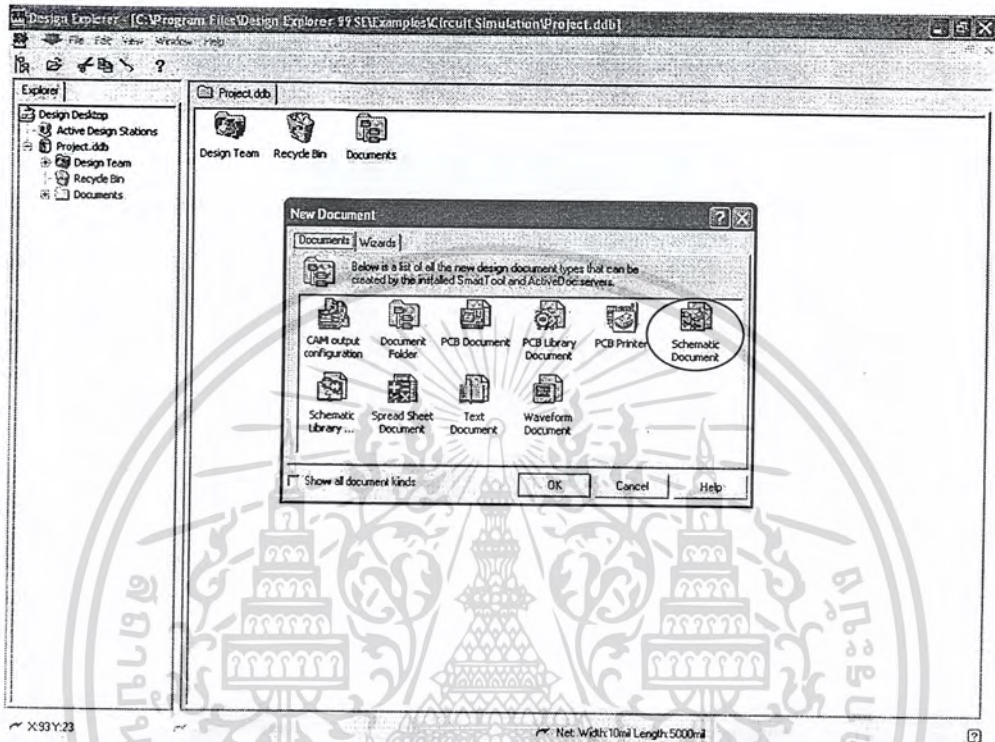 Design Explorer - [C:\Program Files\Design Explorer 99 SE\Examples\Circuit Simulation\Project.ddb]
File Edit View Window Help
?
Explorer
Project.ddb
Design Desktop
Active Design Stations
Project.ddb
Design Team
Recycle Bin
Documents
Design Team
Recycle Bin
Documents
New Document
Documents
Wizards
Below is a list of all the new design document types that can be
created by the installed SmartTool and ActiveDoc servers.
CAM output
configuration
Document
Folder
PCB Document
PCB Library
Document
PCB Printer
Schematic
Document
Schematic
Library ...
Spread Sheet
Document
Text
Document
Waveform
Document
Show all document kinds
OK
Cancel
Help
X:93 Y:23
Net Width:10mil Length:5000mil
?